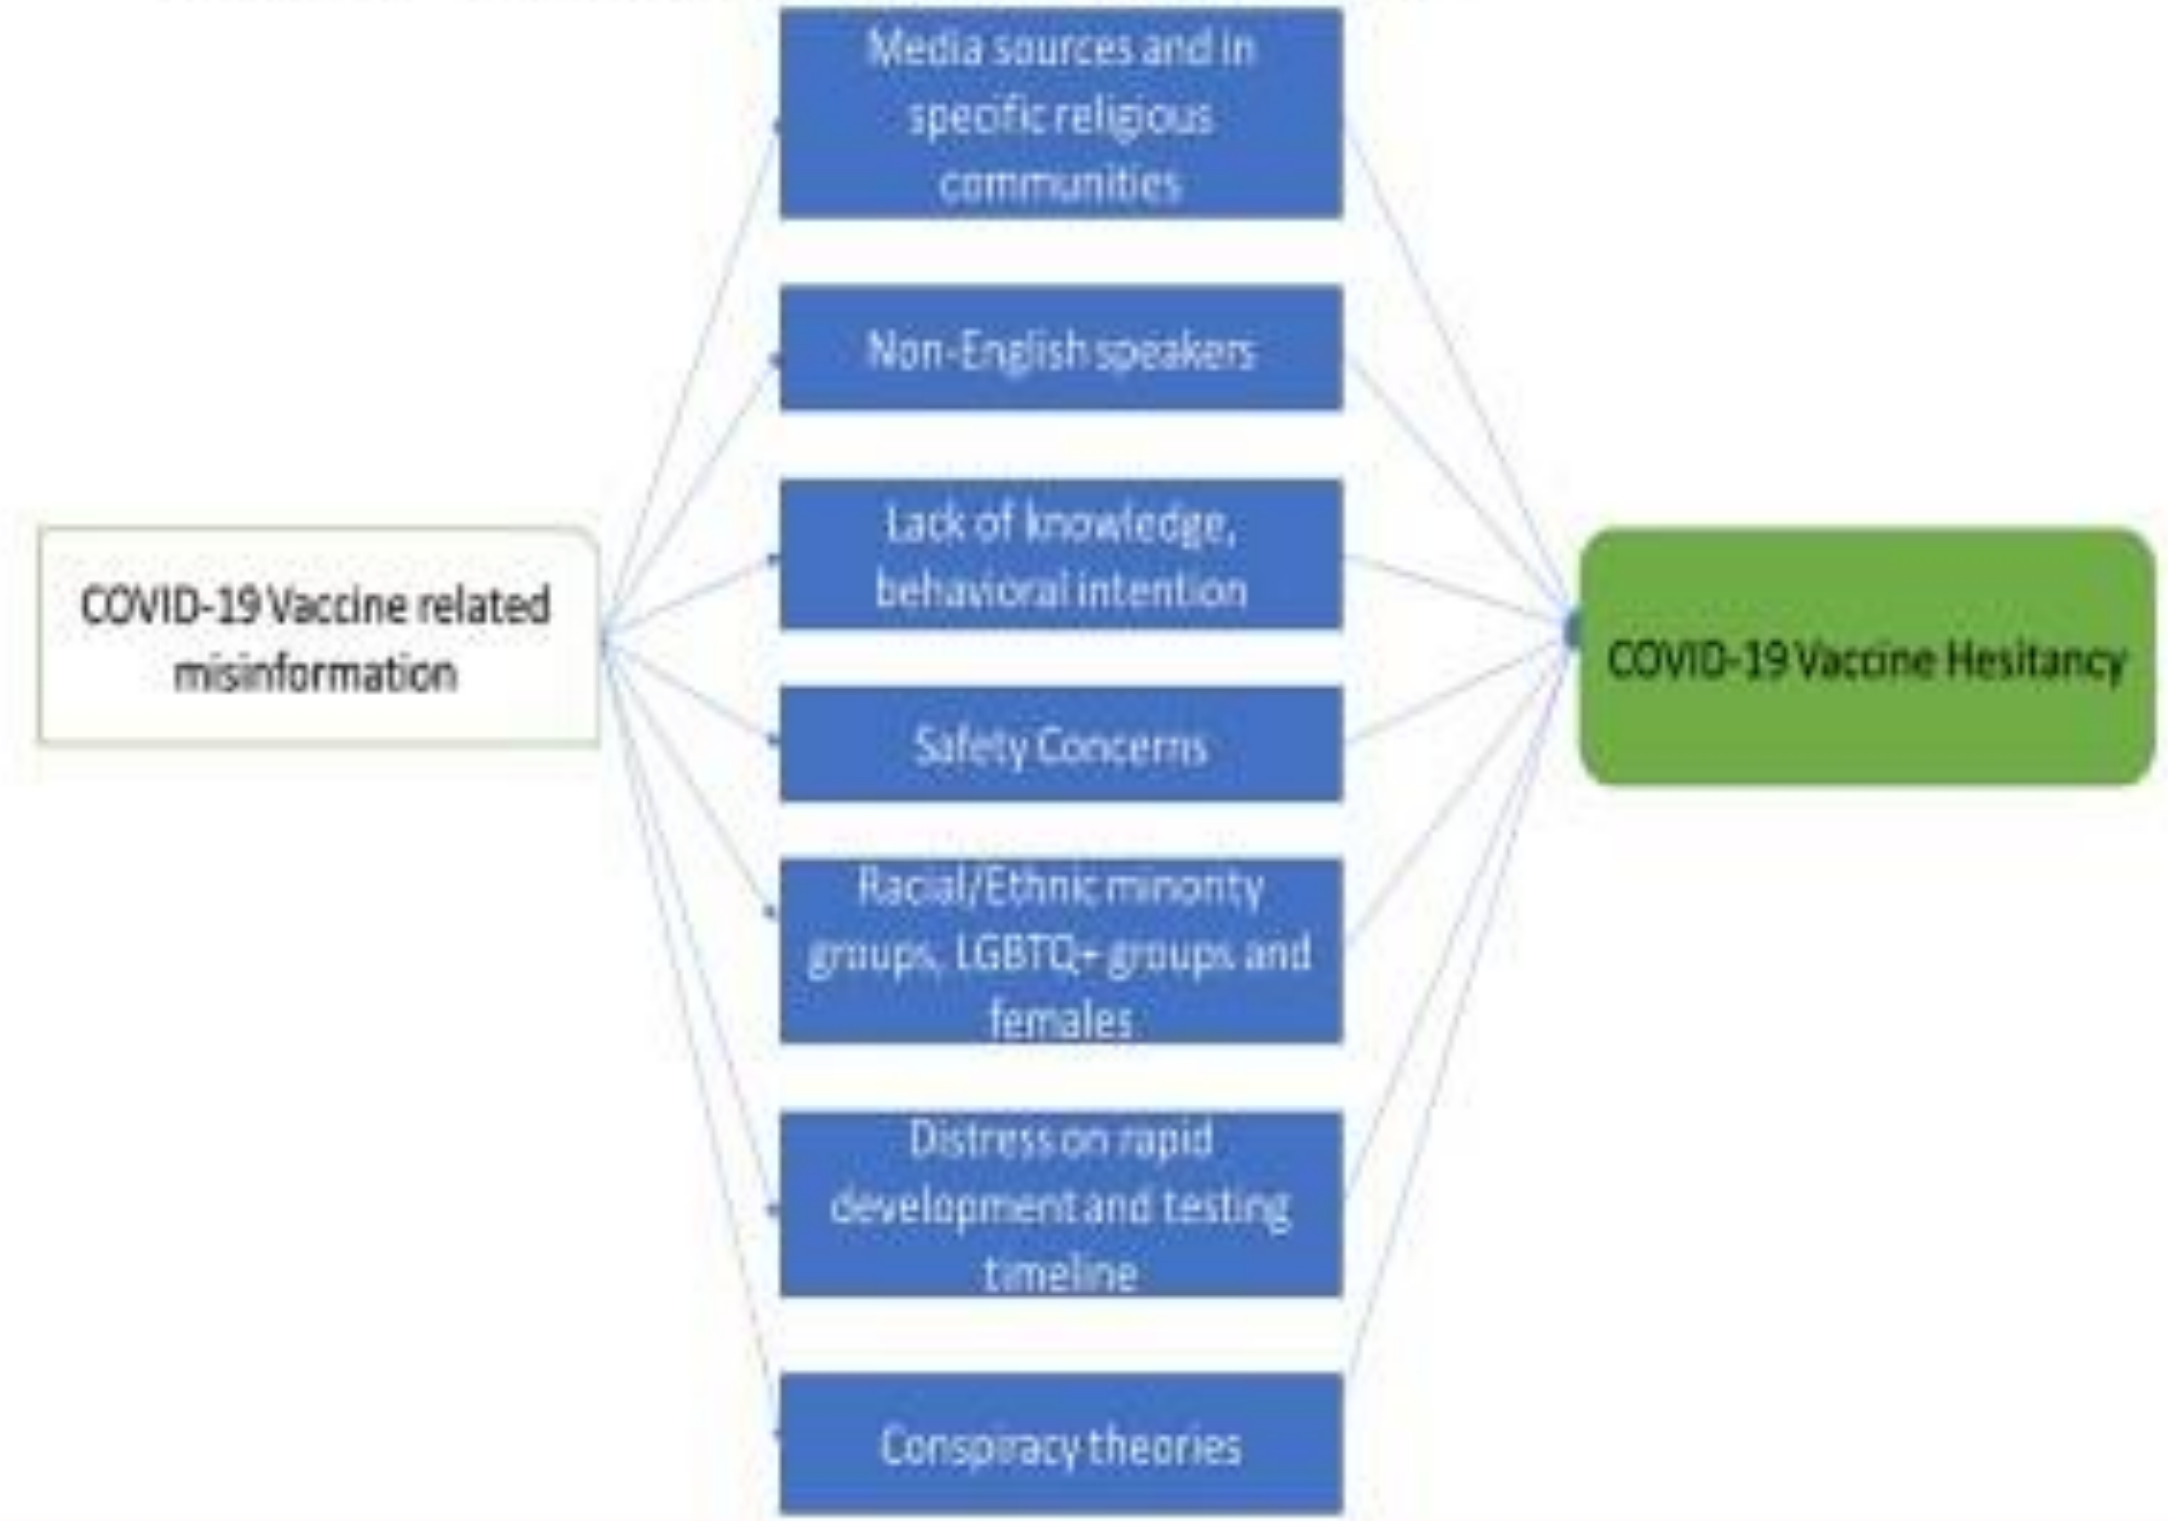 Media sources and in
specific religious
communities
Non-English speakers
Lack of knowledge,
behavioral intention
COVID-19 Vaccine related
misinformation
COVID-19 Vaccine Hesitancy
Safety Concerns
Racial/Ethnic minority
groups, LGBTQ+ groups and
females
Distress on rapid
development and testing
timeline
Conspiracy theories